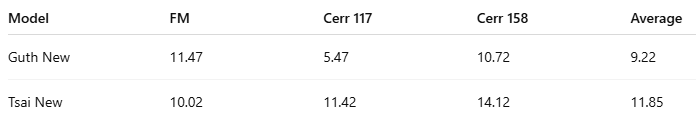 Model FM Cerr 117 Cerr 158 Average
Guth New 11.47 5.47 10.72 9.22
Tsai New 10.02 11.42 14.12 11.85